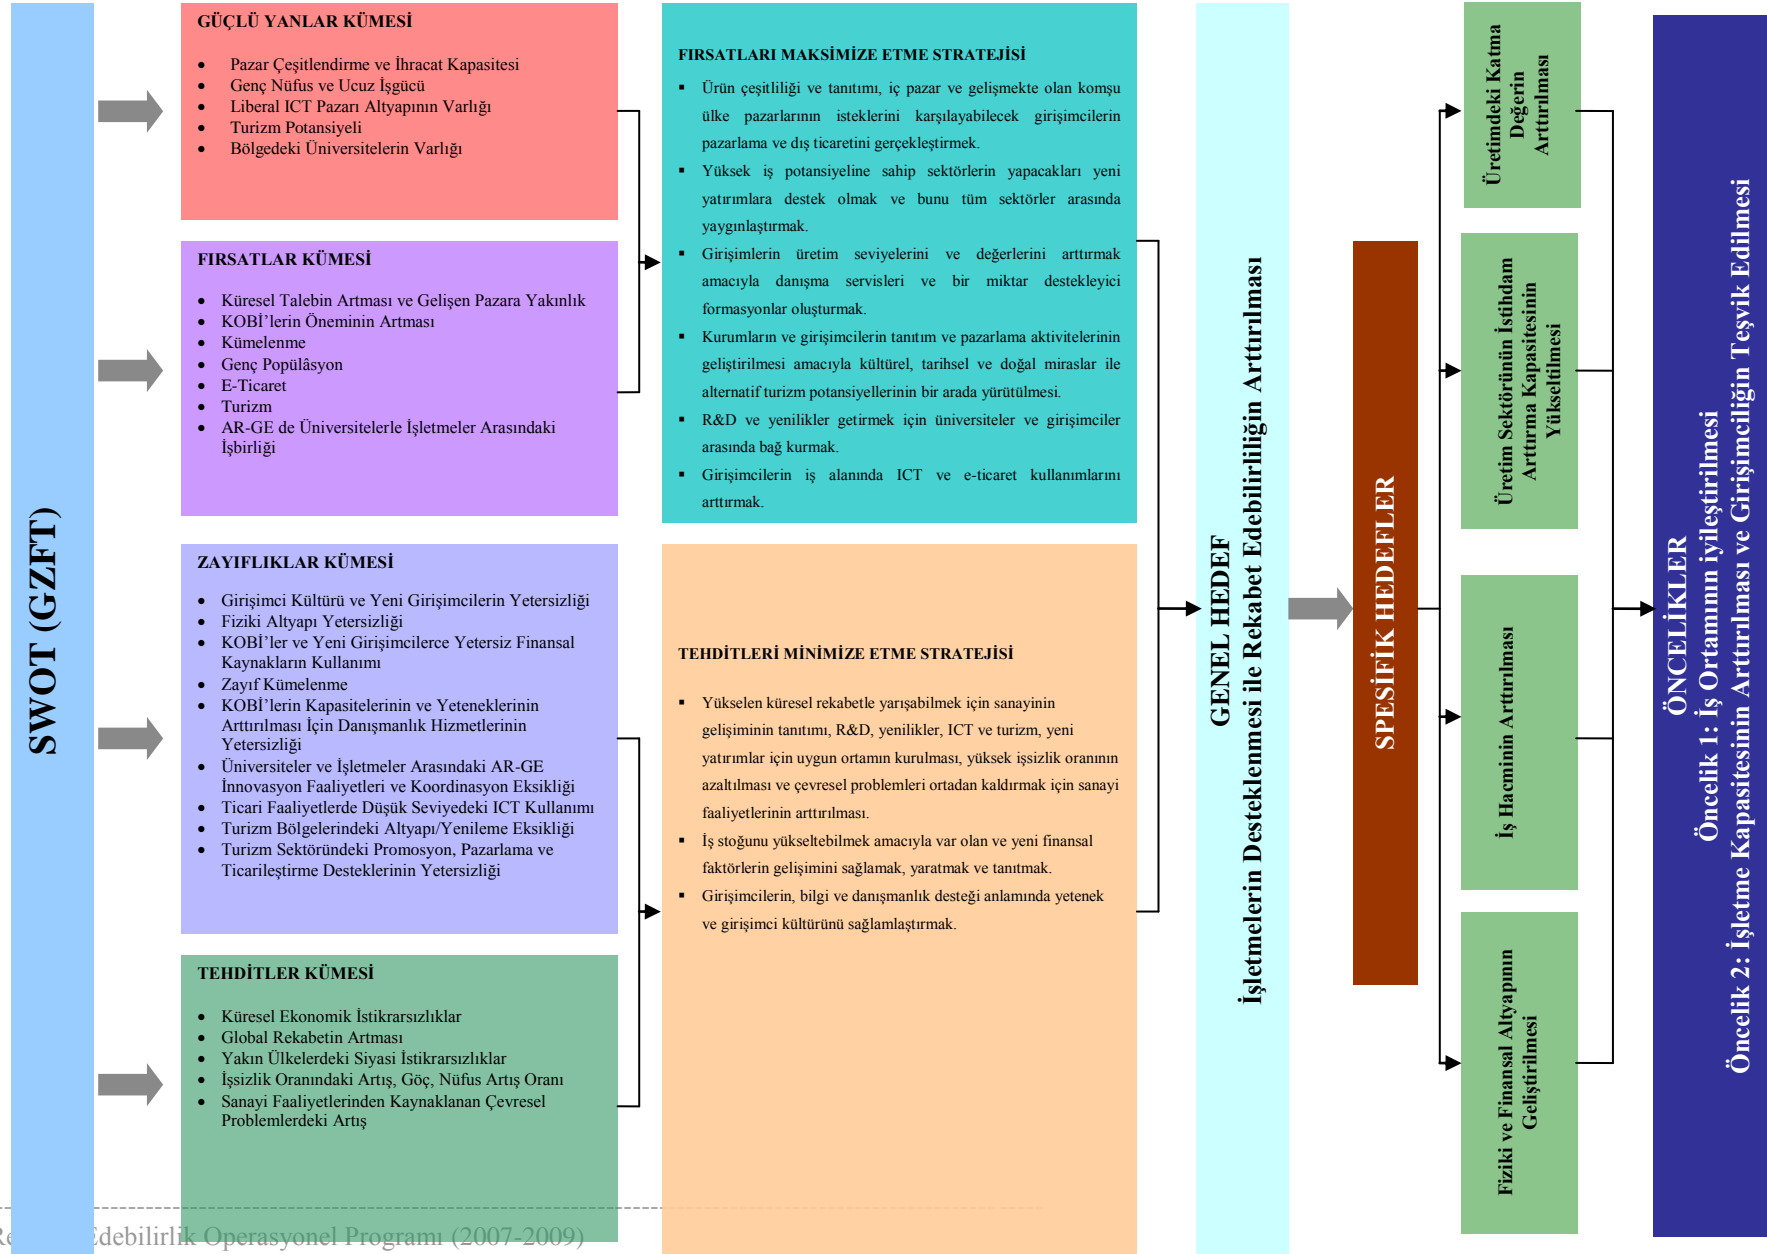 SWOT (GZFT)
GÜÇLÜ YANLAR KÜMESİ
• Pazar Çeşitlendirme ve İhracat Kapasitesi
• Genç Nüfus ve Ucuz İşgücü
• Liberal ICT Pazarı Altyapının Varlığı
• Turizm Potansiyeli
• Bölgedeki Üniversitelerin Varlığı
FIRSATLAR KÜMESİ
• Küresel Talebin Artması ve Gelişen Pazara Yakınlık
• KOBİ’lerin Öneminin Artması
• Kümelenme
• Genç Popülâsyon
• E-Ticaret
• Turizm
• AR-GE de Üniversitelerle İşletmeler Arasındaki
İşbirliği
ZAYIFLIKLAR KÜMESİ
• Girişimci Kültürü ve Yeni Girişimcilerin Yetersizliği
• Fiziki Altyapı Yetersizliği
• KOBİ’ler ve Yeni Girişimcilerce Yetersiz Finansal
Kaynakların Kullanımı
• Zayıf Kümelenme
• KOBİ’lerin Kapasitelerinin ve Yeteneklerinin
Arttırılması İçin Danışmanlık Hizmetlerinin
Yetersizliği
• Üniversiteler ve İşletmeler Arasındaki AR-GE
İnnovasyon Faaliyetleri ve Koordinasyon Eksikliği
• Ticari Faaliyetlerde Düşük Seviyedeki ICT Kullanımı
• Turizm Bölgelerindeki Altyapı/Yenileme Eksikliği
• Turizm Sektöründeki Promosyon, Pazarlama ve
Ticarileştirme Desteklerinin Yetersizliği
TEHDİTLER KÜMESİ
• Küresel Ekonomik İstikrarsızlıklar
• Global Rekabetin Artması
• Yakın Ülkelerdeki Siyasi İstikrarsızlıklar
• İşsizlik Oranındaki Artış, Göç, Nüfus Artış Oranı
• Sanayi Faaliyetlerinden Kaynaklanan Çevresel
Problemlerdeki Artış
FIRSATLARI MAKSİMİZE ETME STRATEJİSİ
▪ Ürün çeşitliliği ve tanıtımı, iç pazar ve gelişmekte olan komşu
ülke pazarlarının isteklerini karşılayabilecek girişimcilerin
pazarlama ve dış ticaretini gerçekleştirmek.
▪ Yüksek iş potansiyeline sahip sektörlerin yapacakları yeni
yatırımlara destek olmak ve bunu tüm sektörler arasında
yaygınlaştırmak.
▪ Girişimlerin üretim seviyelerini ve değerlerini arttırmak
amacıyla danışma servisleri ve bir miktar destekleyici
formasyonlar oluşturmak.
▪ Kurumların ve girişimcilerin tanıtım ve pazarlama aktivitelerinin
geliştirilmesi amacıyla kültürel, tarihsel ve doğal miraslar ile
alternatif turizm potansiyellerinin bir arada yürütülmesi.
▪ R&D ve yenilikler getirmek için üniversiteler ve girişimciler
arasında bağ kurmak.
▪ Girişimcilerin iş alanında ICT ve e-ticaret kullanımlarını
arttırmak.
TEHDİTLERİ MİNİMİZE ETME STRATEJİSİ
▪ Yükselen küresel rekabetle yarışabilmek için sanayinin
gelişiminin tanıtımı, R&D, yenilikler, ICT ve turizm, yeni
yatırımlar için uygun ortamın kurulması, yüksek işsizlik oranının
azaltılması ve çevresel problemleri ortadan kaldırmak için sanayi
faaliyetlerinin arttırılması.
▪ İş stoğunu yükseltebilmek amacıyla var olan ve yeni finansal
faktörlerin gelişimini sağlamak, yaratmak ve tanıtmak.
▪ Girişimcilerin, bilgi ve danışmanlık desteği anlamında yetenek
ve girişimci kültürünü sağlamlaştırmak.
GENEL HEDEF
İşletmelerin Desteklenmesi ile Rekabet Edebilirliğin Arttırılması
SPESİFİK HEDEFLER
Üretimdeki Katma
Değerin
Arttırılması
Üretim Sektörünün İstihdam
Arttırma Kapasitesinin
Yükseltilmesi
İş Hacminin Arttırılması
Fiziki ve Finansal Altyapının
Geliştirilmesi
ÖNCELİKLER
Öncelik 1: İş Ortamının iyileştirilmesi
Öncelik 2: İşletme Kapasitesinin Arttırılması ve Girişimciliğin Teşvik Edilmesi
Edebilirlik Operasyonel Programı (2007-2009)